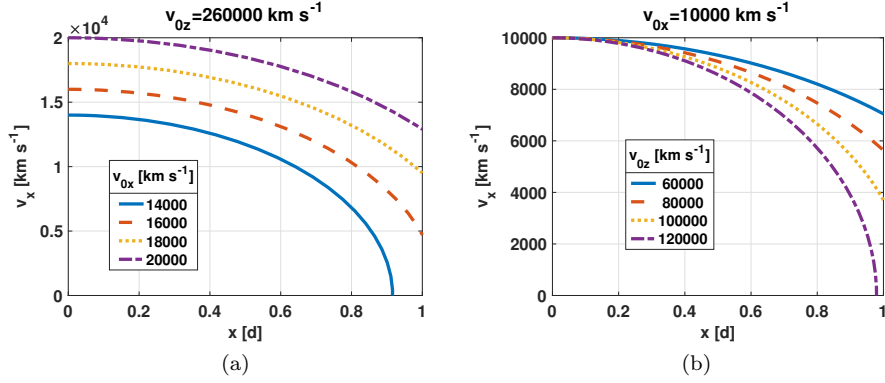 v0z=260000 km s-1
×10^4
2
1.5
1
0.5
0
vx [km s-1]
v0x [km s-1]
14000
16000
18000
20000
0 0.2 0.4 0.6 0.8 1
x [d]
(a)
v0x=10000 km s-1
10000
8000
6000
4000
2000
0
vx [km s-1]
v0z [km s-1]
60000
80000
100000
120000
0 0.2 0.4 0.6 0.8 1
x [d]
(b)